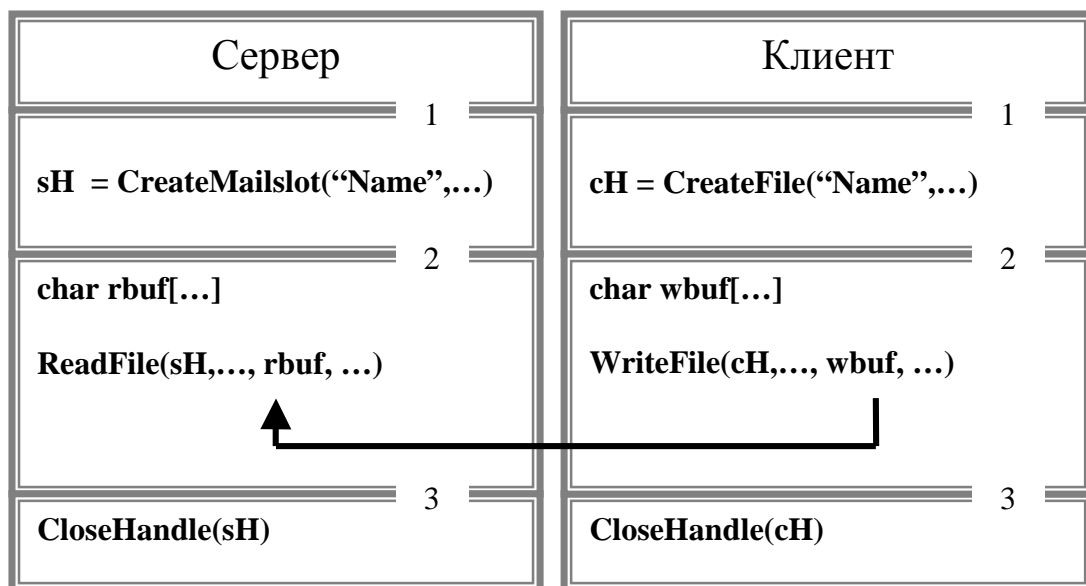 Сервер
1
sH = CreateMailslot(“Name”,…)
2
char rbuf[…]
ReadFile(sH,…, rbuf, …)
3
CloseHandle(sH)
Клиент
1
cH = CreateFile(“Name”,…)
2
char wbuf[…]
WriteFile(cH,…, wbuf, …)
3
CloseHandle(cH)